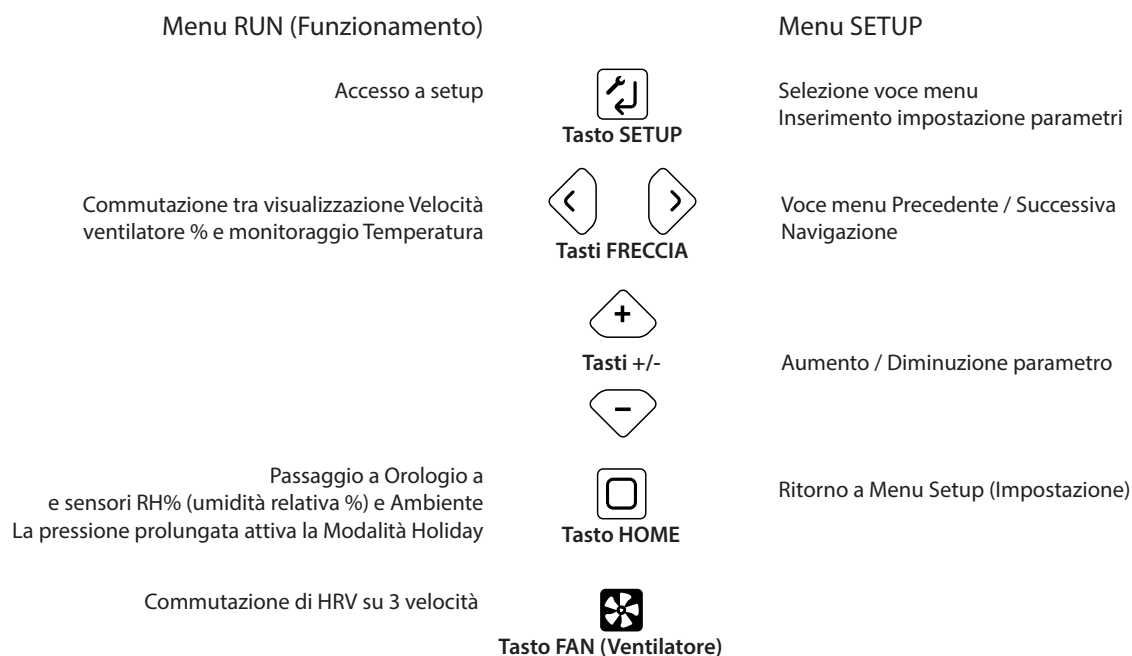 Menu RUN (Funzionamento)
Menu SETUP
Accesso a setup
Tasto SETUP
Selezione voce menu
Inserimento impostazione parametri
Commutazione tra visualizzazione Velocità
ventilatore % e monitoraggio Temperatura
Tasti FRECCIA
Voce menu Precedente / Successiva
Navigazione
+
Tasti +/-
Aumento / Diminuzione parametro
–
Passaggio a Orologio a
e sensori RH% (umidità relativa %) e Ambiente
La pressione prolungata attiva la Modalità Holiday
Tasto HOME
Ritorno a Menu Setup (Impostazione)
Commutazione di HRV su 3 velocità
Tasto FAN (Ventilatore)